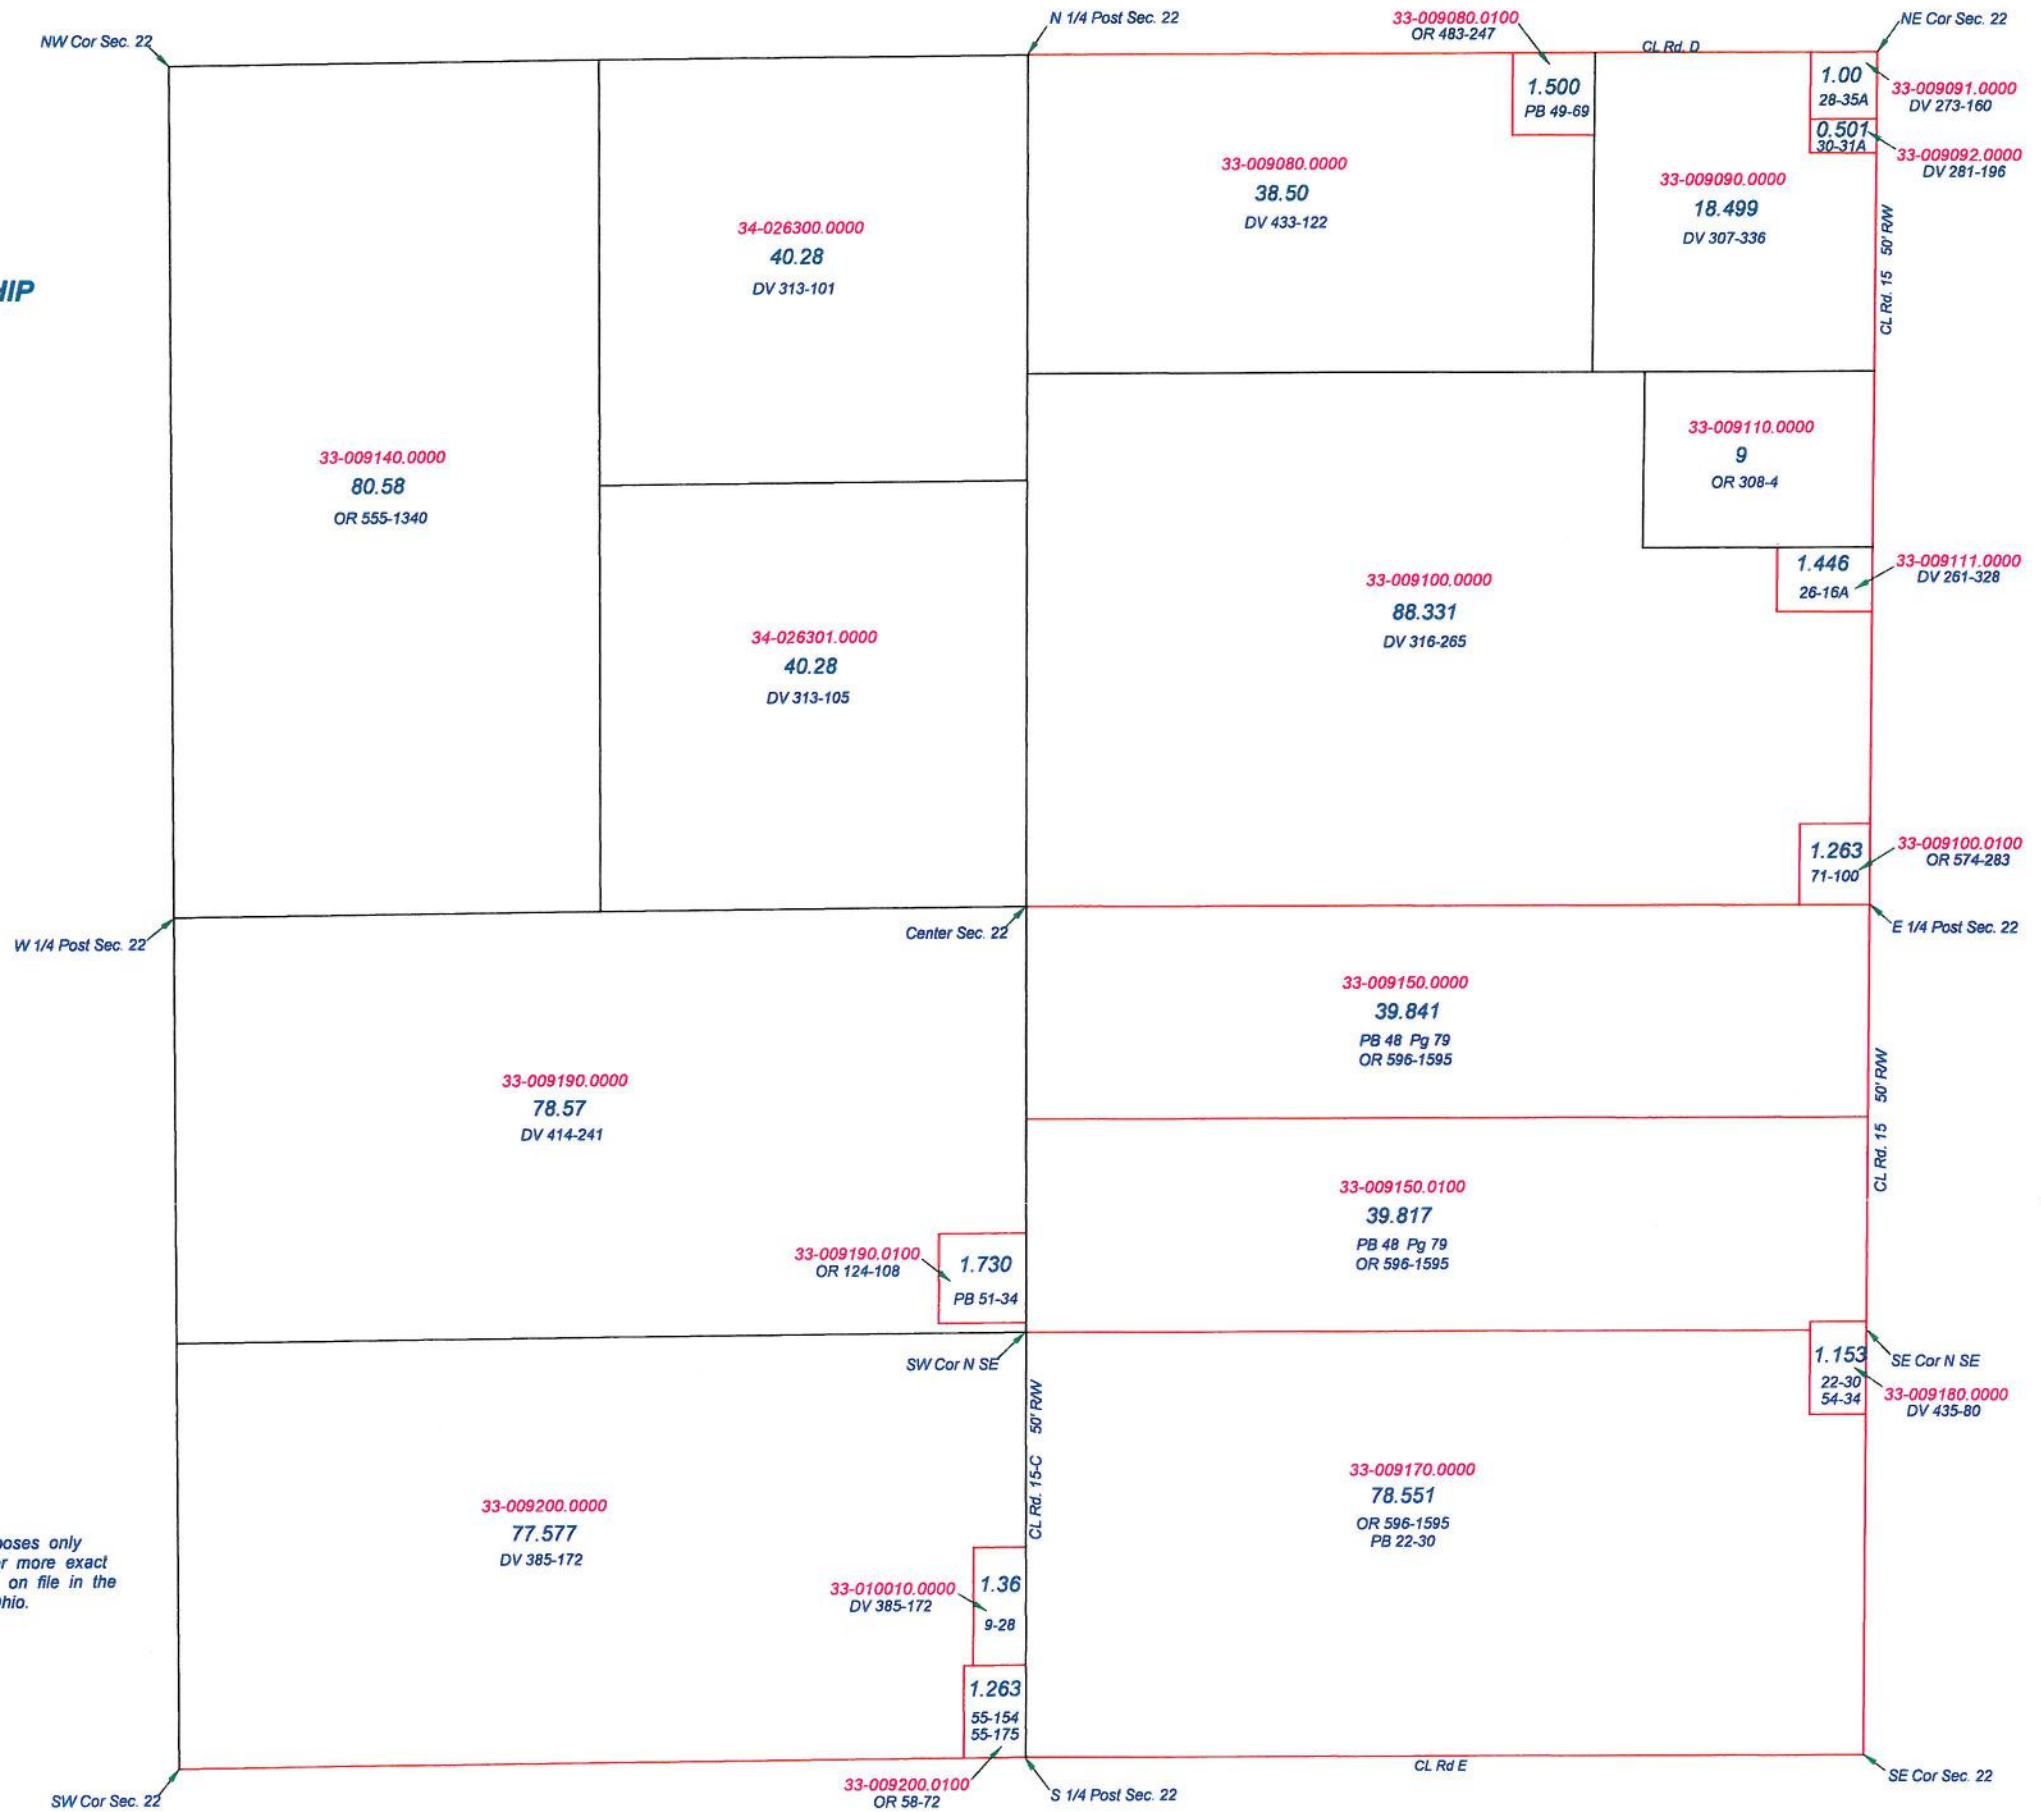 N 1/4 Post Sec. 22
33-009080.0100
OR 483-247
NE Cor Sec. 22
NW Cor Sec. 22
CL Rd. D
1.500
PB 49-69
1.00
28-35A
33-009091.0000
DV 273-160
0.501
30-31A
33-009092.0000
DV 281-196
33-009080.0000
38.50
DV 433-122
33-009090.0000
18.499
DV 307-336
CL Rd. 15 50' R/W
34-026300.0000
40.28
DV 313-101
HIP
33-009140.0000
80.58
OR 555-1340
33-009110.0000
9
OR 308-4
1.446
26-16A
33-009111.0000
DV 261-328
33-009100.0000
88.331
DV 316-265
34-026301.0000
40.28
DV 313-105
1.263
71-100
33-009100.0100
OR 574-283
W 1/4 Post Sec. 22
Center Sec. 22
E 1/4 Post Sec. 22
33-009150.0000
39.841
PB 48 Pg 79
OR 596-1595
33-009190.0000
78.57
DV 414-241
CL Rd. 15 50' R/W
33-009150.0100
39.817
PB 48 Pg 79
OR 596-1595
33-009190.0100
OR 124-108
1.730
PB 51-34
SW Cor N SE
SE Cor N SE
1.153
22-30
54-34
33-009180.0000
DV 435-80
CL Rd. 15-C 50' R/W
33-009170.0000
78.551
OR 596-1595
PB 22-30
33-009200.0000
77.577
DV 385-172
poses only
r more exact
on file in the
hio.
33-010010.0000
DV 385-172
1.36
9-28
1.263
55-154
55-175
33-009200.0100
OR 58-72
CL Rd E
SW Cor Sec. 22
S 1/4 Post Sec. 22
SE Cor Sec. 22